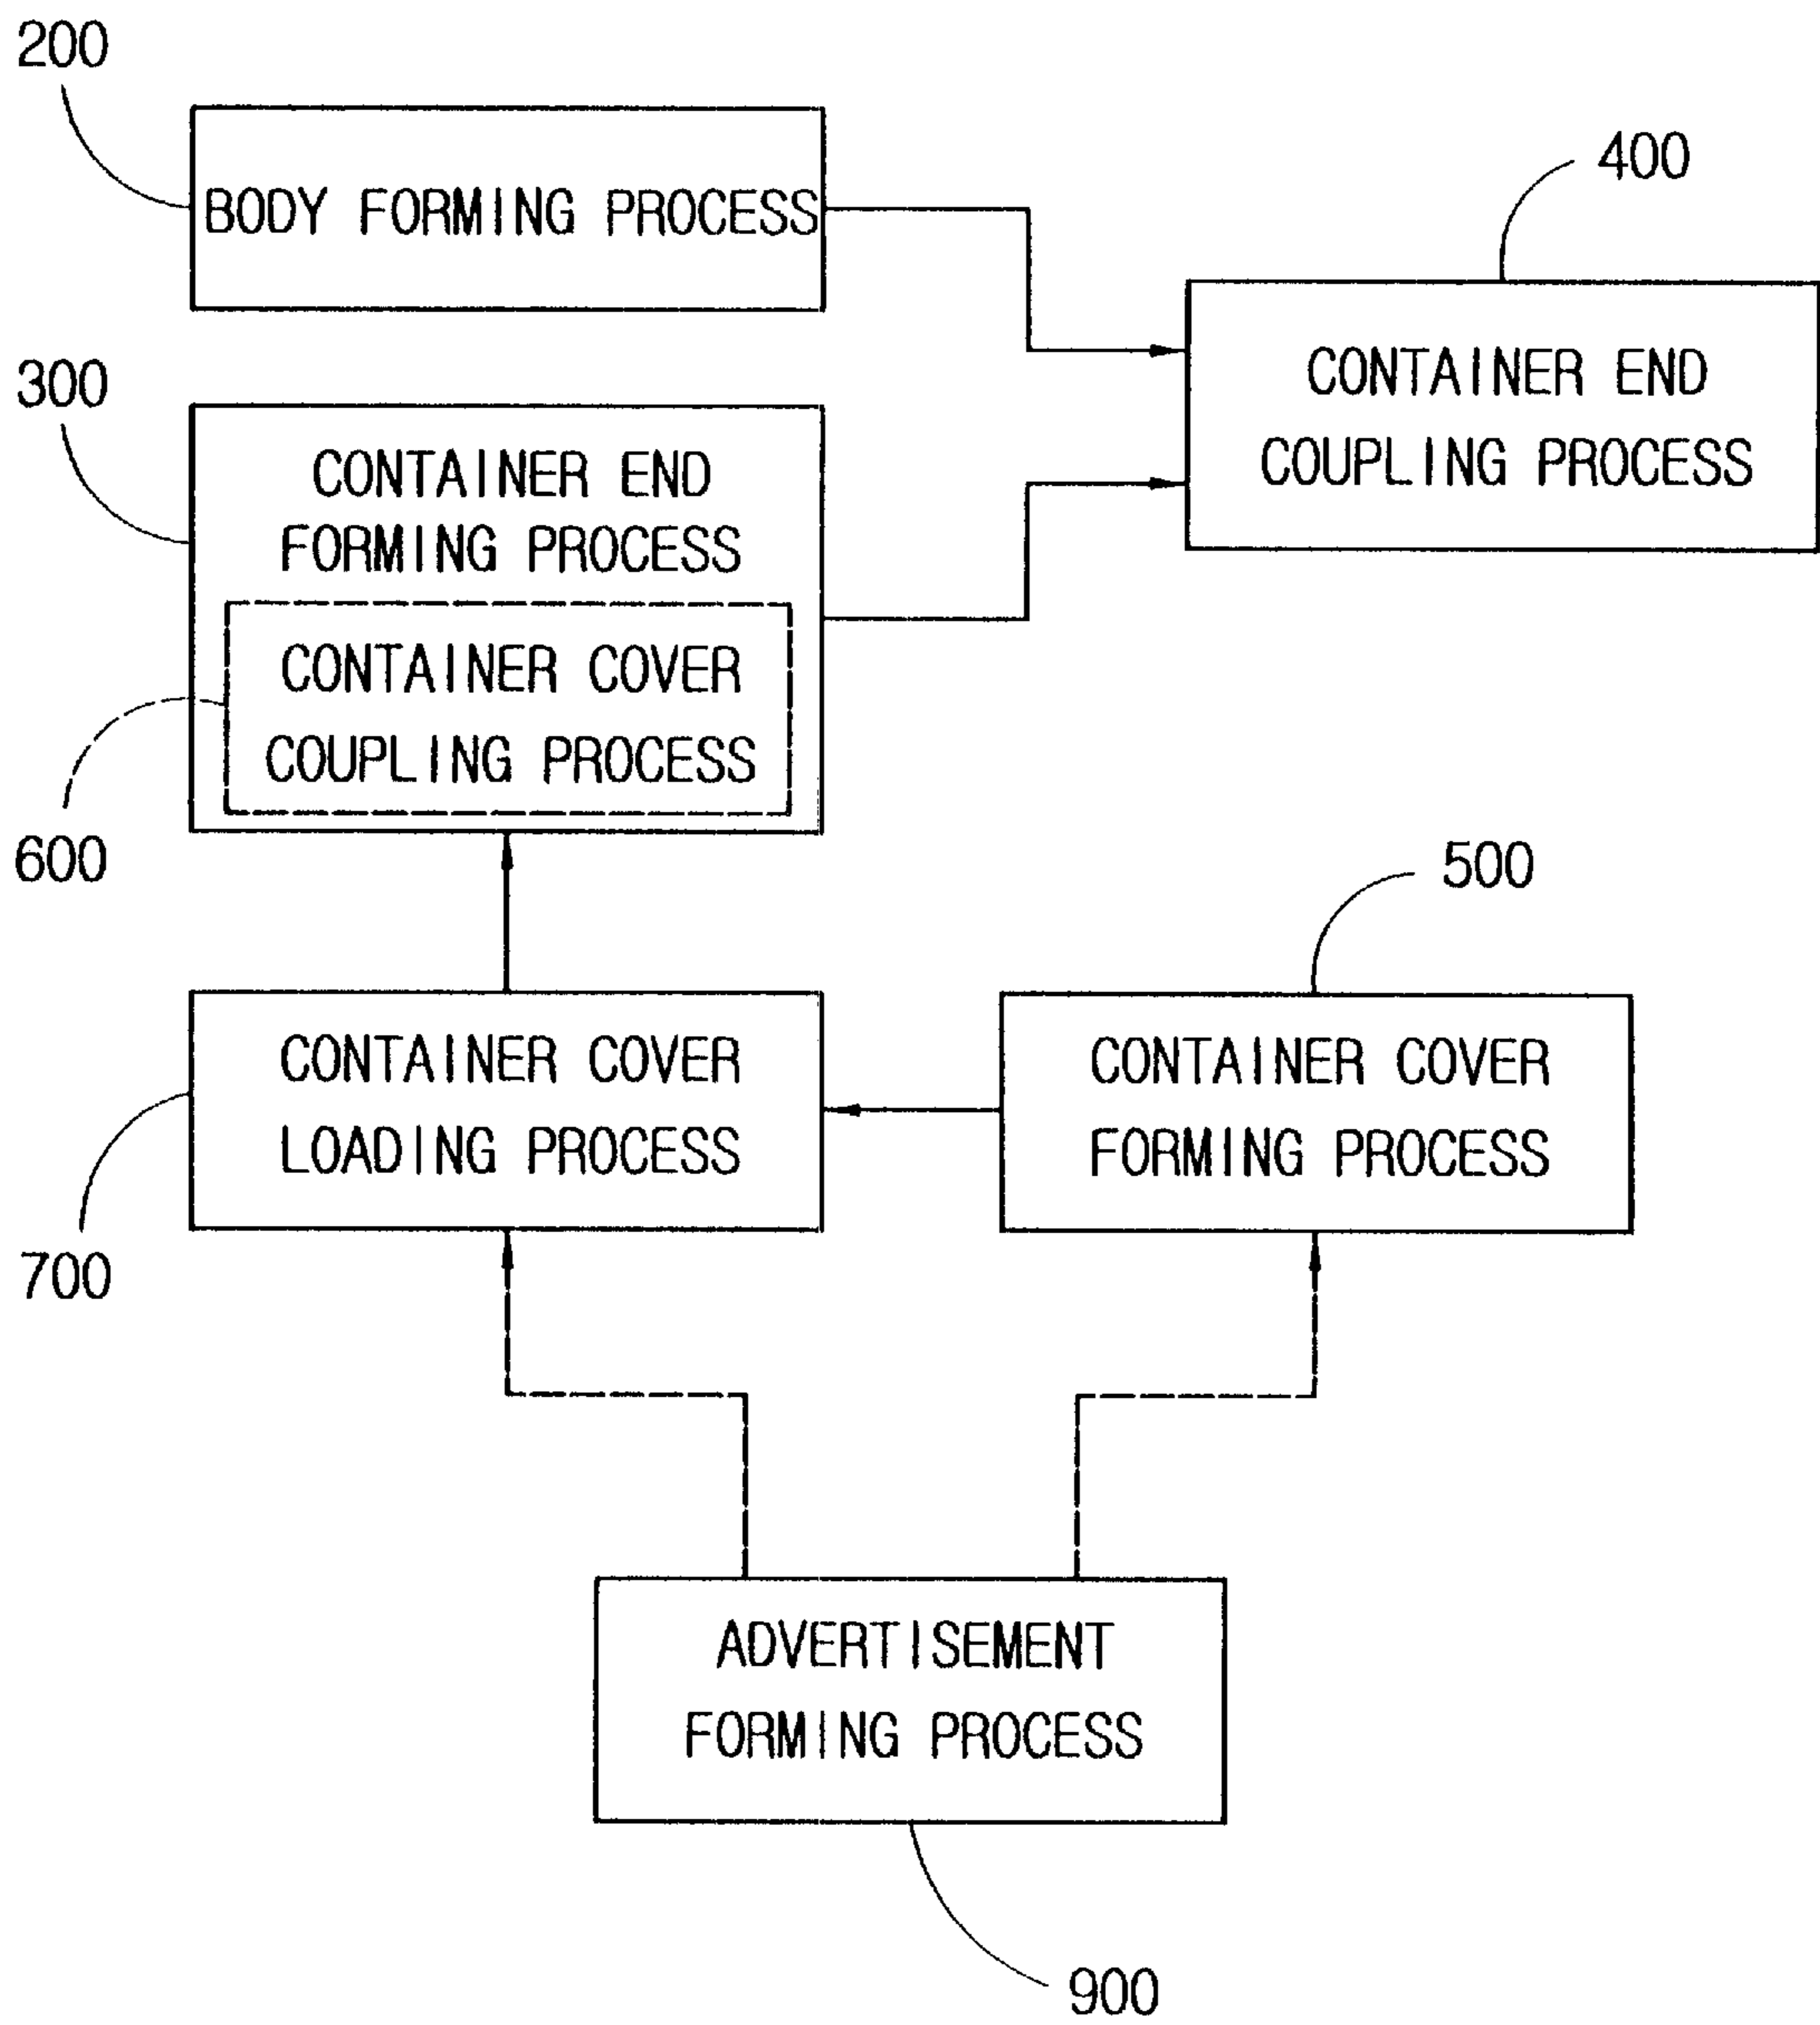 200
BODY FORMING PROCESS
400
CONTAINER END
COUPLING PROCESS
300
CONTAINER END
FORMING PROCESS
CONTAINER COVER
COUPLING PROCESS
600
500
CONTAINER COVER
LOADING PROCESS
700
CONTAINER COVER
FORMING PROCESS
ADVERTISEMENT
FORMING PROCESS
900